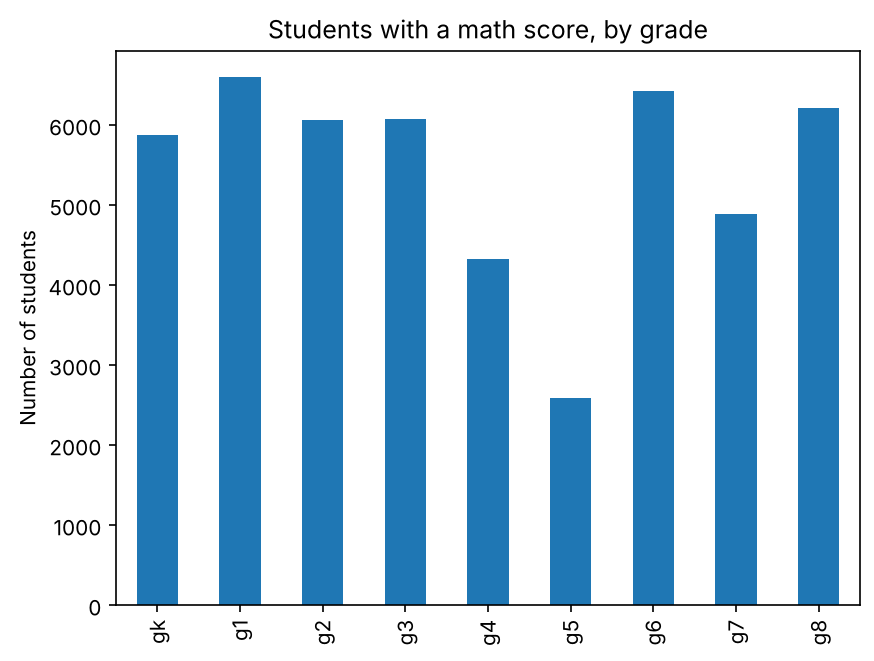 Students with a math score, by grade
Number of students
6000
5000
4000
3000
2000
1000
0
gk
g1
g2
g3
g4
g5
g6
g7
g8